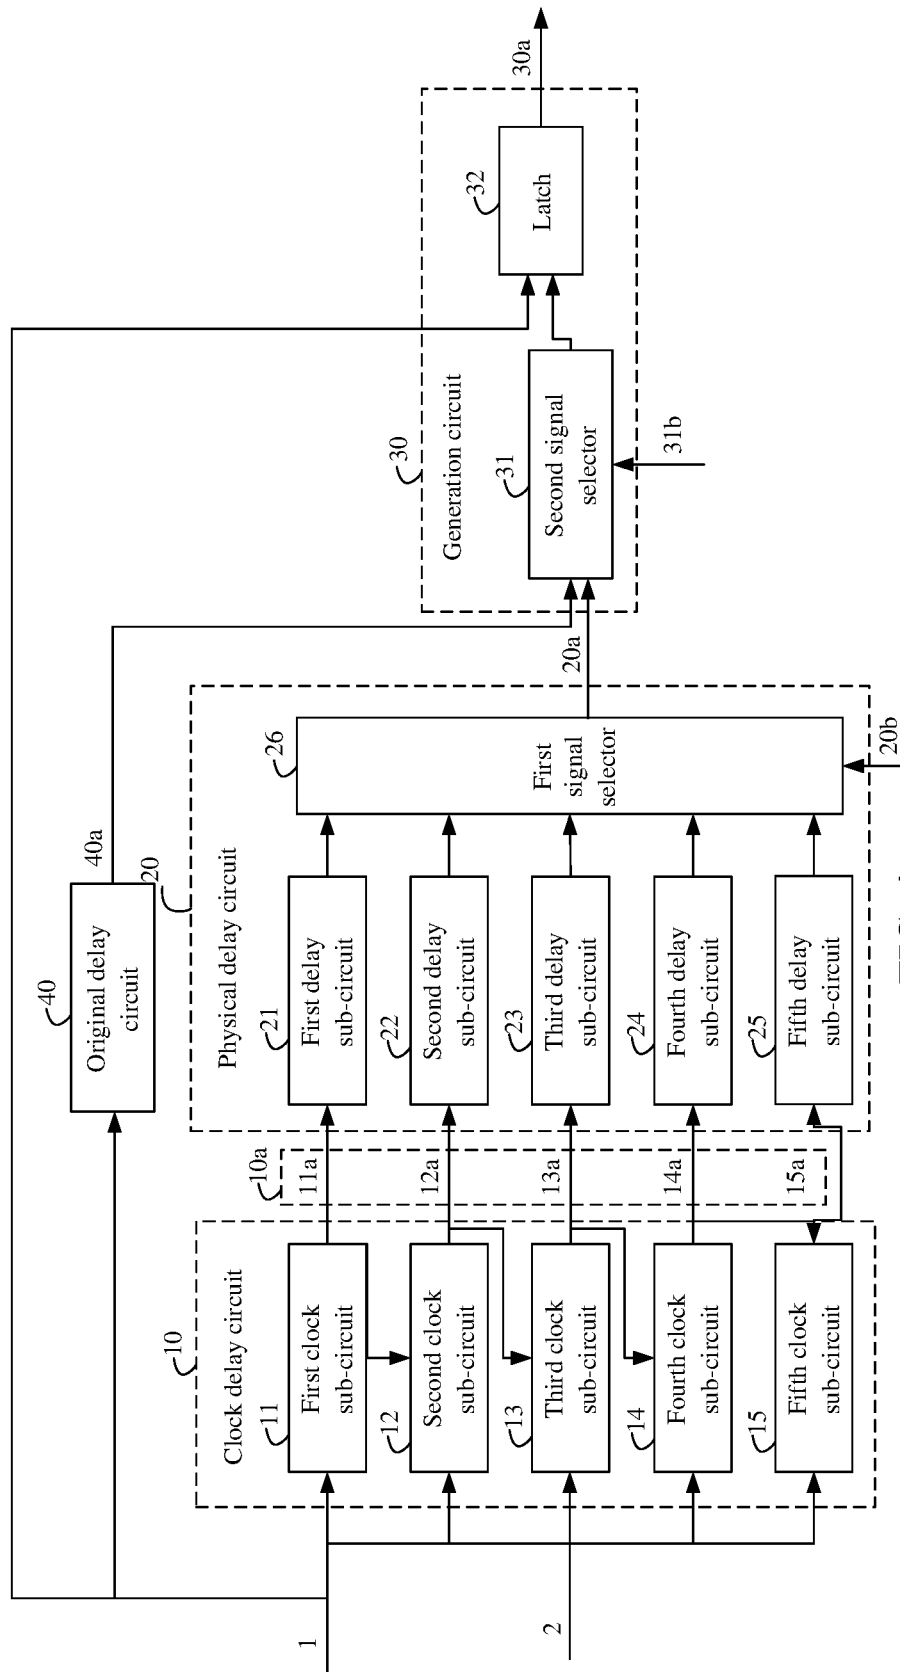 1
2
10
Clock delay circuit
11
First clock
sub-circuit
12
Second clock
sub-circuit
13
Third clock
sub-circuit
14
Fourth clock
sub-circuit
15
Fifth clock
sub-circuit
10a
11a
12a
13a
14a
15a
40
Original delay
circuit
40a
20
Physical delay circuit
21
First delay
sub-circuit
22
Second delay
sub-circuit
23
Third delay
sub-circuit
24
Fourth delay
sub-circuit
25
Fifth delay
sub-circuit
26
First
signal
selector
20a
20b
30
Generation circuit
31
Second signal
selector
31b
32
Latch
30a